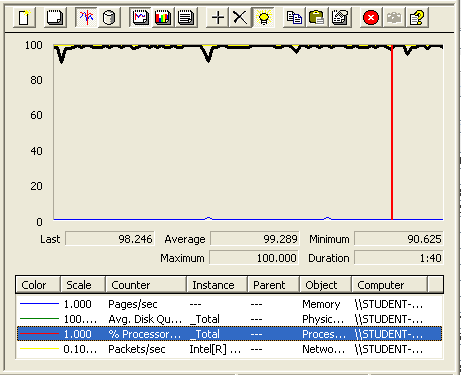 100
80
60
40
20
0
Last 98.246 Average 99.289 Minimum 90.625
Maximum 100.000 Duration 1:40
Color Scale Counter Instance Parent Object Computer
1.000 Pages/sec --- --- Memory \\STUDENT-...
100.... Avg. Disk Qu... _Total --- Physic... \\STUDENT-...
1.000 % Processor... _Total --- Proces... \\STUDENT-...
0.10... Packets/sec Intel[R] ... --- Netwo... \\STUDENT-...